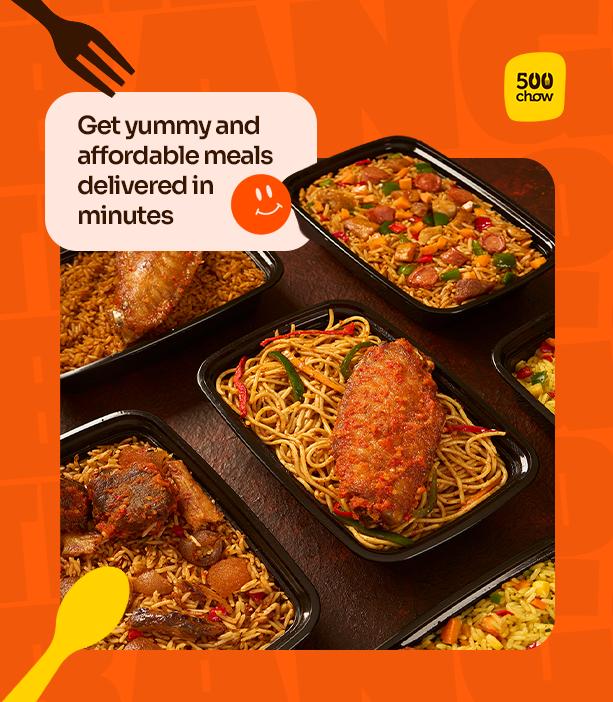 500
chow
Get yummy and
affordable meals
delivered in
minutes